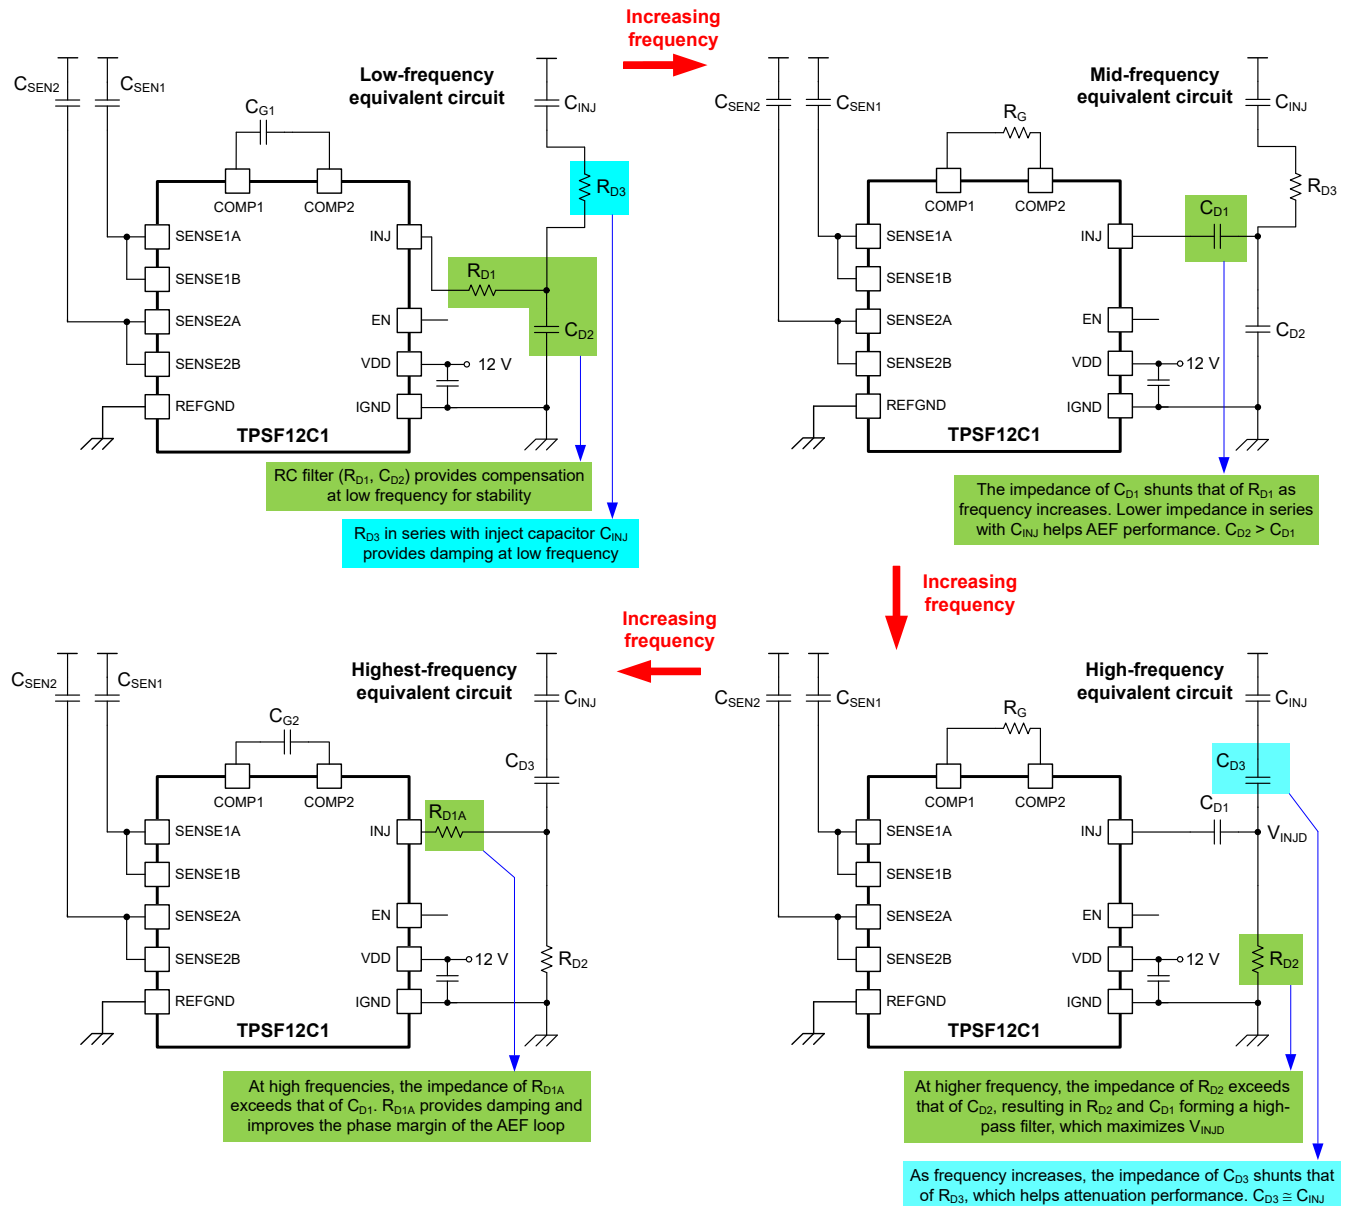 Increasing
frequency
Low-frequency
equivalent circuit
CSEN2
CSEN1
CG1
CINJ
RD3
COMP1
COMP2
SENSE1A
SENSE1B
SENSE2A
SENSE2B
REFGND
INJ
EN
VDD
IGND
RD1
CD2
12 V
TPSF12C1
RC filter (RD1, CD2) provides compensation
at low frequency for stability
RD3 in series with inject capacitor CINJ
provides damping at low frequency
Mid-frequency
equivalent circuit
CSEN2
CSEN1
RG
CINJ
RD3
COMP1
COMP2
SENSE1A
SENSE1B
SENSE2A
SENSE2B
REFGND
INJ
EN
VDD
IGND
CD1
CD2
12 V
TPSF12C1
The impedance of CD1 shunts that of RD1 as
frequency increases. Lower impedance in series
with CINJ helps AEF performance. CD2 > CD1
Increasing
frequency
Increasing
frequency
Highest-frequency
equivalent circuit
CSEN2
CSEN1
CG2
CINJ
CD3
COMP1
COMP2
SENSE1A
SENSE1B
SENSE2A
SENSE2B
REFGND
INJ
EN
VDD
IGND
RD1A
RD2
12 V
TPSF12C1
At high frequencies, the impedance of RD1A
exceeds that of CD1. RD1A provides damping and
improves the phase margin of the AEF loop
High-frequency
equivalent circuit
CSEN2
CSEN1
RG
CINJ
CD3
COMP1
COMP2
SENSE1A
SENSE1B
SENSE2A
SENSE2B
REFGND
INJ
EN
VDD
IGND
CD1
VINJD
RD2
12 V
TPSF12C1
At higher frequency, the impedance of RD2 exceeds
that of CD2, resulting in RD2 and CD1 forming a high-
pass filter, which maximizes VINJD
As frequency increases, the impedance of CD3 shunts that
of RD3, which helps attenuation performance. CD3 ≅ CINJ